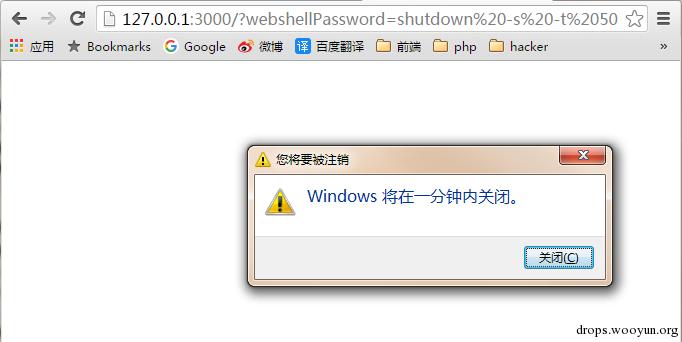 127.0.0.1:3000/?webshellPassword=shutdown%20-s%20-t%2050
应用 Bookmarks Google 微博 译 百度翻译 前端 php hacker »
您将要被注销
Windows 将在一分钟内关闭。
关闭(C)
drops.wooyun.org